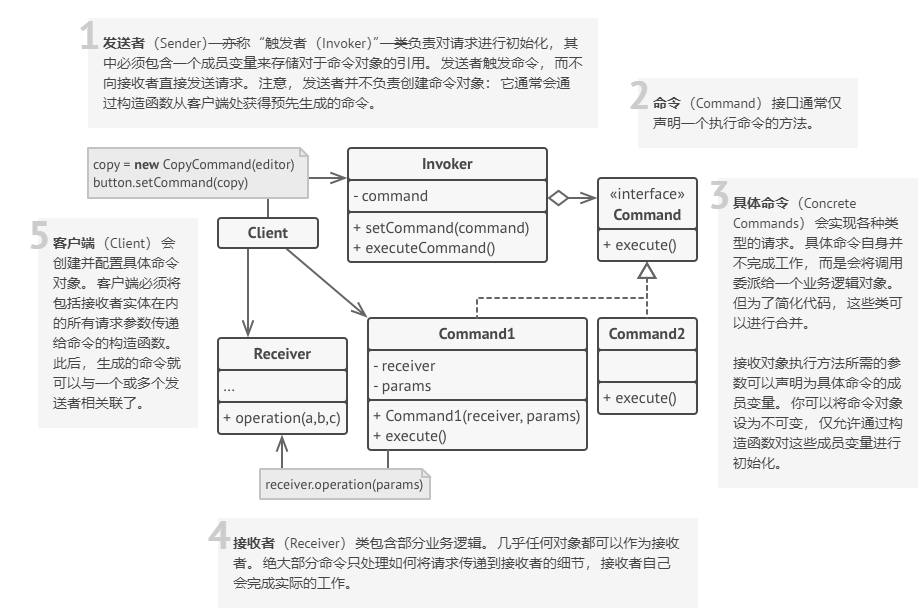 1
发送者（Sender）—亦称“触发者（Invoker）”—类负责对请求进行初始化，其
中必须包含一个成员变量来存储对于命令对象的引用。发送者触发命令，而不
向接收者直接发送请求。注意，发送者并不负责创建命令对象：它通常会通
过构造函数从客户端处获得预先生成的命令。
2
命令（Command）接口通常仅
声明一个执行命令的方法。
copy = new CopyCommand(editor)
button.setCommand(copy)
Invoker
- command
+ setCommand(command)
+ executeCommand()
«interface»
Command
+ execute()
3
具体命令（Concrete
Commands）会实现各种类
型的请求。具体命令自身并
不完成工作，而是会将调用
委派给一个业务逻辑对象。
但为了简化代码，这些类可
以进行合并。
接收对象执行方法所需的参
数可以声明为具体命令的成
员变量。你可以将命令对象
设为不可变，仅允许通过构
造函数对这些成员变量进行
初始化。
5
客户端（Client）会
创建并配置具体命令
对象。客户端必须将
包括接收者实体在内
的所有请求参数传递
给命令的构造函数。
此后，生成的命令就
可以与一个或多个发
送者相关联了。
Client
Receiver
...
+ operation(a,b,c)
Command1
- receiver
- params
+ Command1(receiver, params)
+ execute()
Command2
+ execute()
receiver.operation(params)
4
接收者（Receiver）类包含部分业务逻辑。几乎任何对象都可以作为接收
者。绝大部分命令只处理如何将请求传递到接收者的细节，接收者自己
会完成实际的工作。